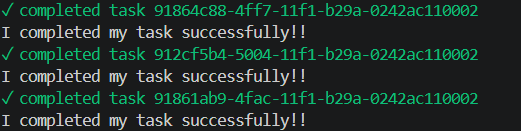 ✓ completed task 91864c88-4ff7-11f1-b29a-0242ac110002
I completed my task successfully!!
✓ completed task 912cf5b4-5004-11f1-b29a-0242ac110002
I completed my task successfully!!
✓ completed task 91861ab9-4fac-11f1-b29a-0242ac110002
I completed my task successfully!!